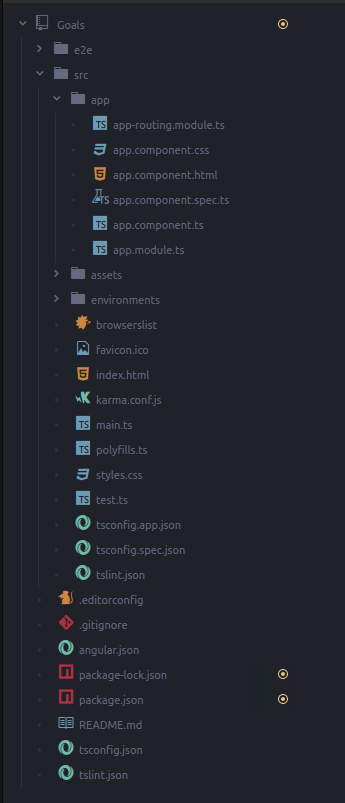 Goals
e2e
src
app
TS app-routing.module.ts
app.component.css
app.component.html
TS app.component.spec.ts
TS app.component.ts
TS app.module.ts
assets
environments
browserslist
favicon.ico
index.html
karma.conf.js
TS main.ts
TS polyfills.ts
styles.css
TS test.ts
tsconfig.app.json
tsconfig.spec.json
tslint.json
.editorconfig
.gitignore
angular.json
package-lock.json
package.json
README.md
tsconfig.json
tslint.json